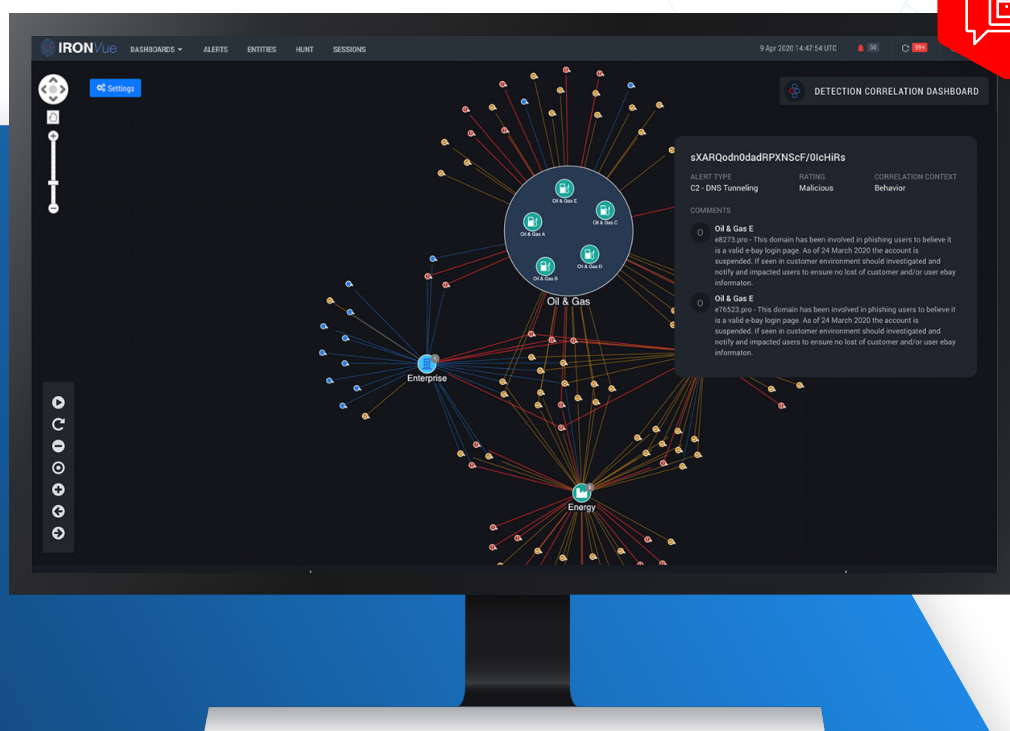 IRONVue DASHBOARDS ALERTS ENTITIES HUNT SESSIONS 9 Apr 2020 14:47:54 UTC 50 99+
Settings
DETECTION CORRELATION DASHBOARD
sXARQodn0dadRPXNScF/0IcHiRs
ALERT TYPE RATING CORRELATION CONTEXT
C2 - DNS Tunneling Malicious Behavior
COMMENTS
O Oil & Gas E
e8273.pro - This domain has been involved in phishing users to believe it
is a valid e-bay login page. As of 24 March 2020 the account is
suspended. If seen in customer environment should investigated and
notify and impacted users to ensure no lost of customer and/or user ebay
informaton.
O Oil & Gas E
e76523.pro - This domain has been involved in phishing users to believe it
is a valid e-bay login page. As of 24 March 2020 the account is
suspended. If seen in customer environment should investigated and
notify and impacted users to ensure no lost of customer and/or user ebay
informaton.
Oil & Gas E
Oil & Gas C
Oil & Gas A
Oil & Gas D
Oil & Gas B
Oil & Gas
Enterprise
Energy